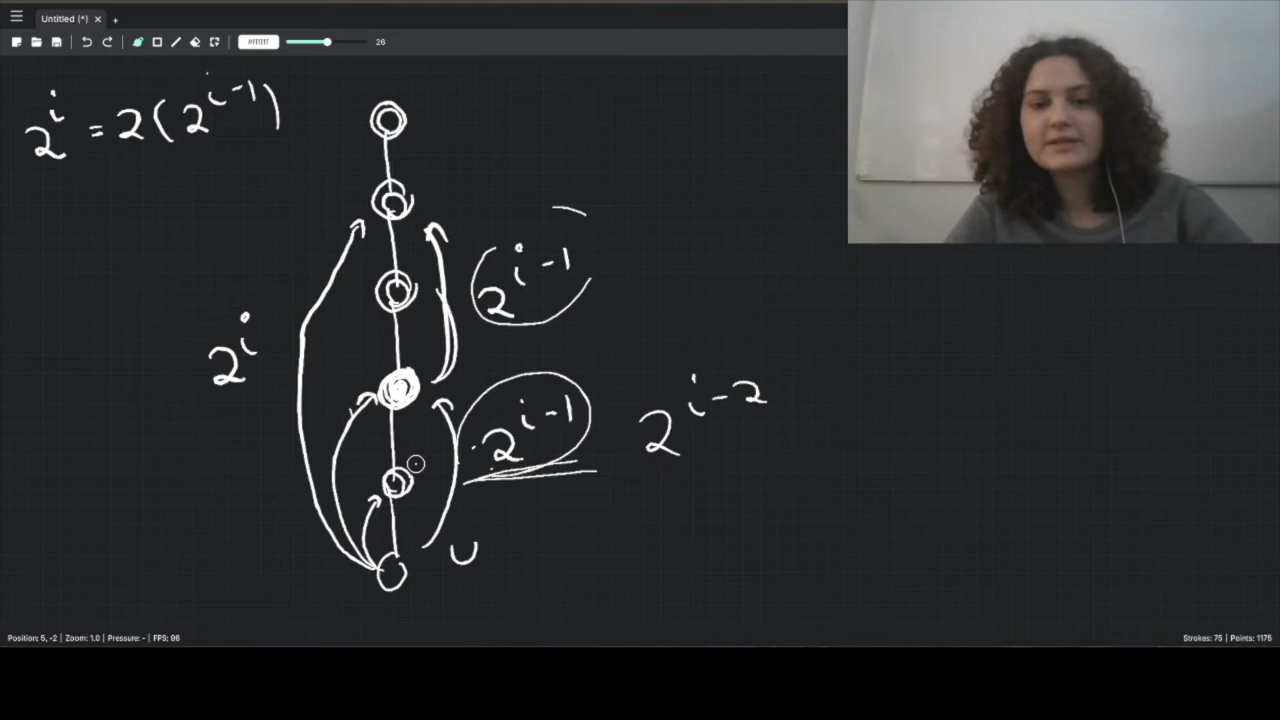 Untitled (*) × +
#ffffff 26
2^i = 2(2^{i-1})
2^{i-1}
2^i
2^{i-1} 2^{i-2}
U
Position: 5, -2 | Zoom: 1.0 | Pressure: - | FPS: 96
Strokes: 75 | Points: 1175